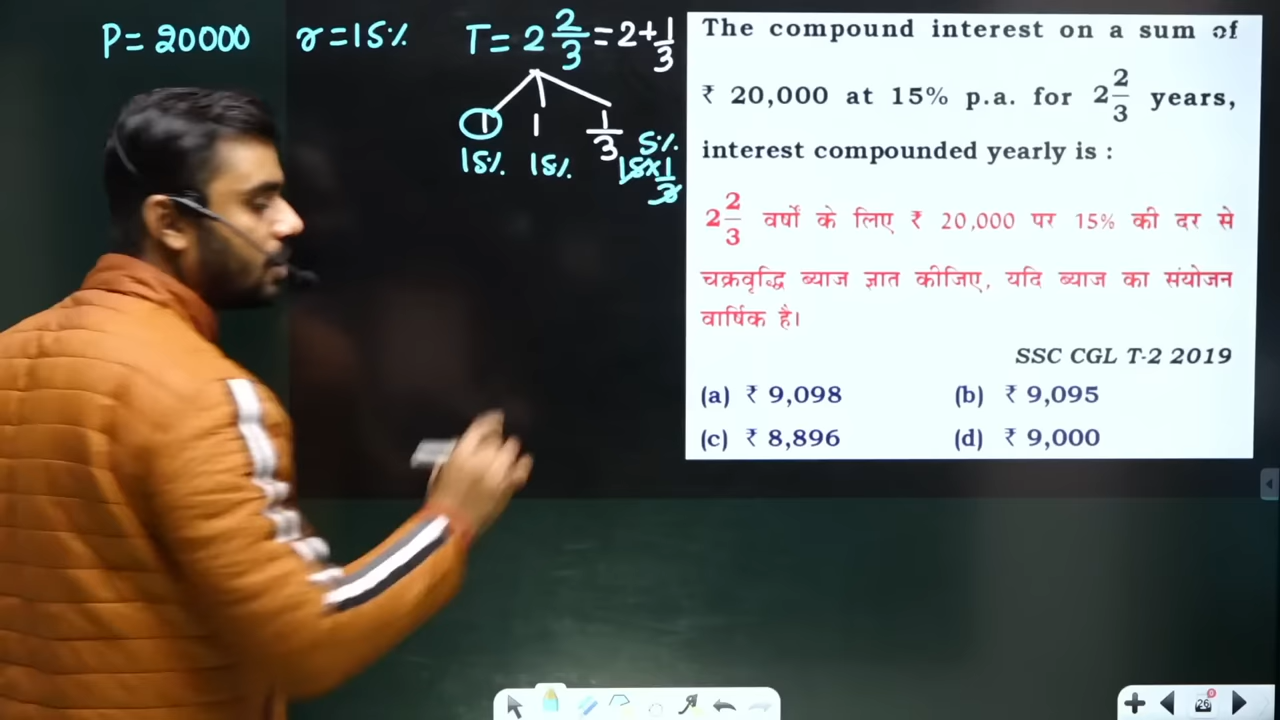 P = 20000 r = 15% T = 2 2/3 = 2 + 1/3
1 1 1/3
15% 15% 15 × 1/3 5%
The compound interest on a sum of
₹ 20,000 at 15% p.a. for 2 2/3 years,
interest compounded yearly is :
2 2/3 वर्षों के लिए ₹ 20,000 पर 15% की दर से
चक्रवृद्धि ब्याज ज्ञात कीजिए, यदि ब्याज का संयोजन
वार्षिक है।
SSC CGL T-2 2019
(a) ₹ 9,098 (b) ₹ 9,095
(c) ₹ 8,896 (d) ₹ 9,000
26